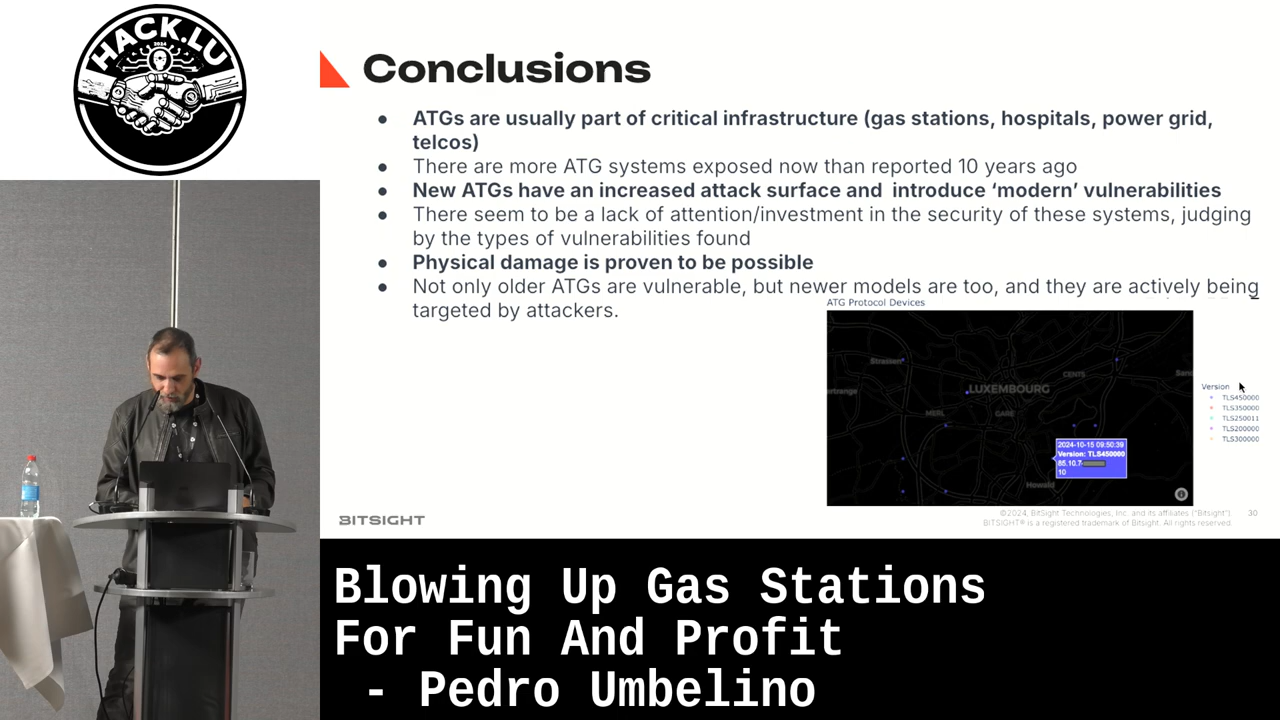 HACK.LU
2024
Conclusions
● ATGs are usually part of critical infrastructure (gas stations, hospitals, power grid,
telcos)
● There are more ATG systems exposed now than reported 10 years ago
● New ATGs have an increased attack surface and introduce ‘modern’ vulnerabilities
● There seem to be a lack of attention/investment in the security of these systems, judging
by the types of vulnerabilities found
● Physical damage is proven to be possible
● Not only older ATGs are vulnerable, but newer models are too, and they are actively being
targeted by attackers.
ATG Protocol Devices
Strassen
LUXEMBOURG
CENTS
MERL
GARE
Howald
2024-10-15 09:50:39
Version: TLS450000
85.10.7
10
Version
TLS450000
TLS350000
TLS250011
TLS200000
TLS300000
BITSIGHT
©2024, BitSight Technologies, Inc. and its affiliates ("Bitsight").
BITSIGHT® is a registered trademark of Bitsight. All rights reserved.
30
Blowing Up Gas Stations
For Fun And Profit
- Pedro Umbelino